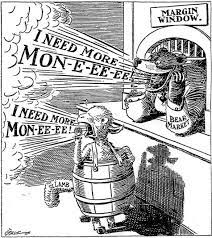 MARGIN
WINDOW.
I NEED MORE
MON-E-EE-EE!
BEAR
MARKET
I NEED MORE
MON-EE-EE!
LAMB